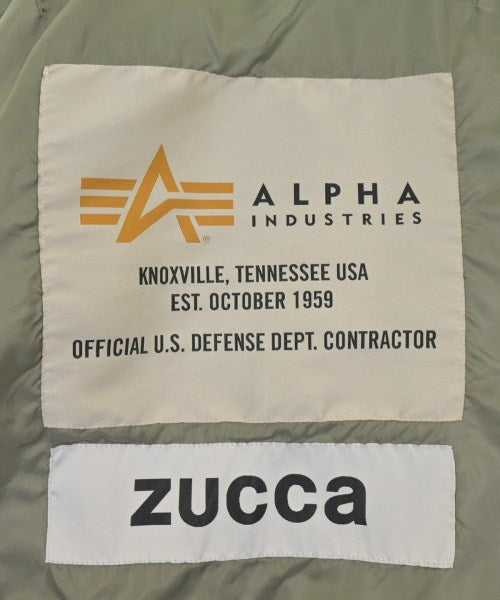 ALPHA
INDUSTRIES
®
KNOXVILLE, TENNESSEE USA
EST. OCTOBER 1959
OFFICIAL U.S. DEFENSE DEPT. CONTRACTOR
zucca